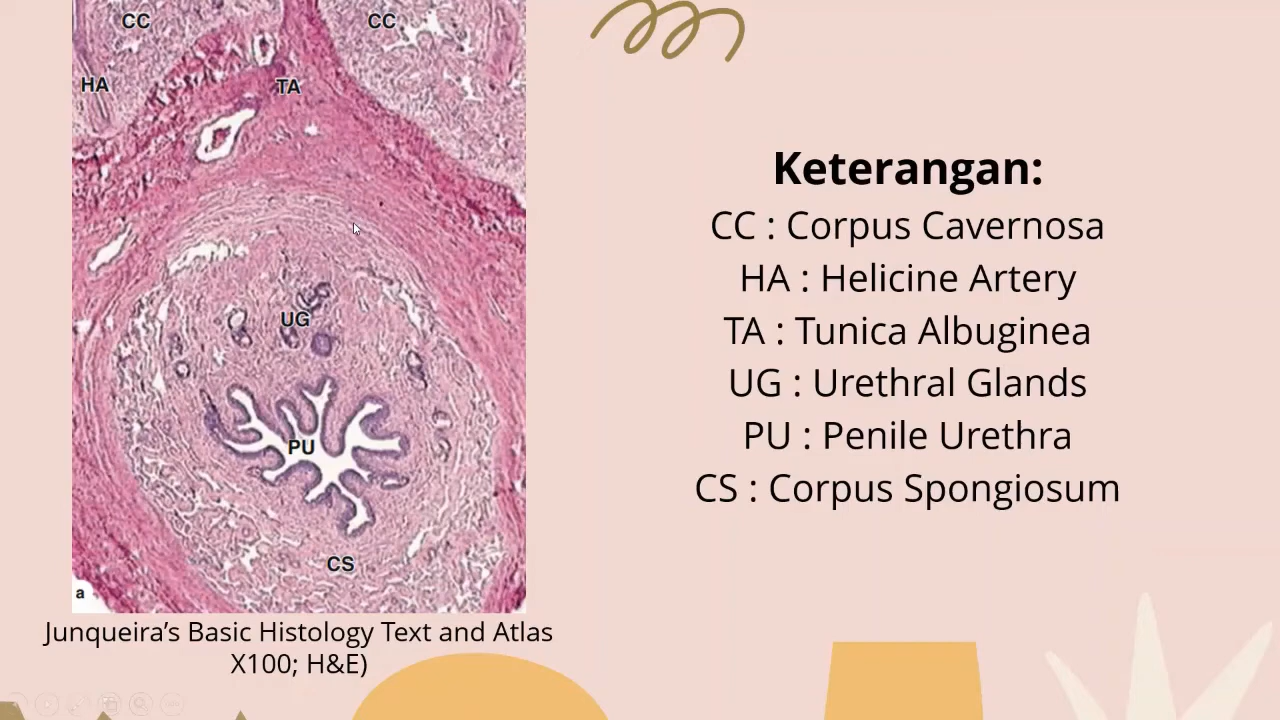 CC
CC
HA
TA
UG
PU
CS
a
Junqueira’s Basic Histology Text and Atlas
X100; H&E)
Keterangan:
CC : Corpus Cavernosa
HA : Helicine Artery
TA : Tunica Albuginea
UG : Urethral Glands
PU : Penile Urethra
CS : Corpus Spongiosum